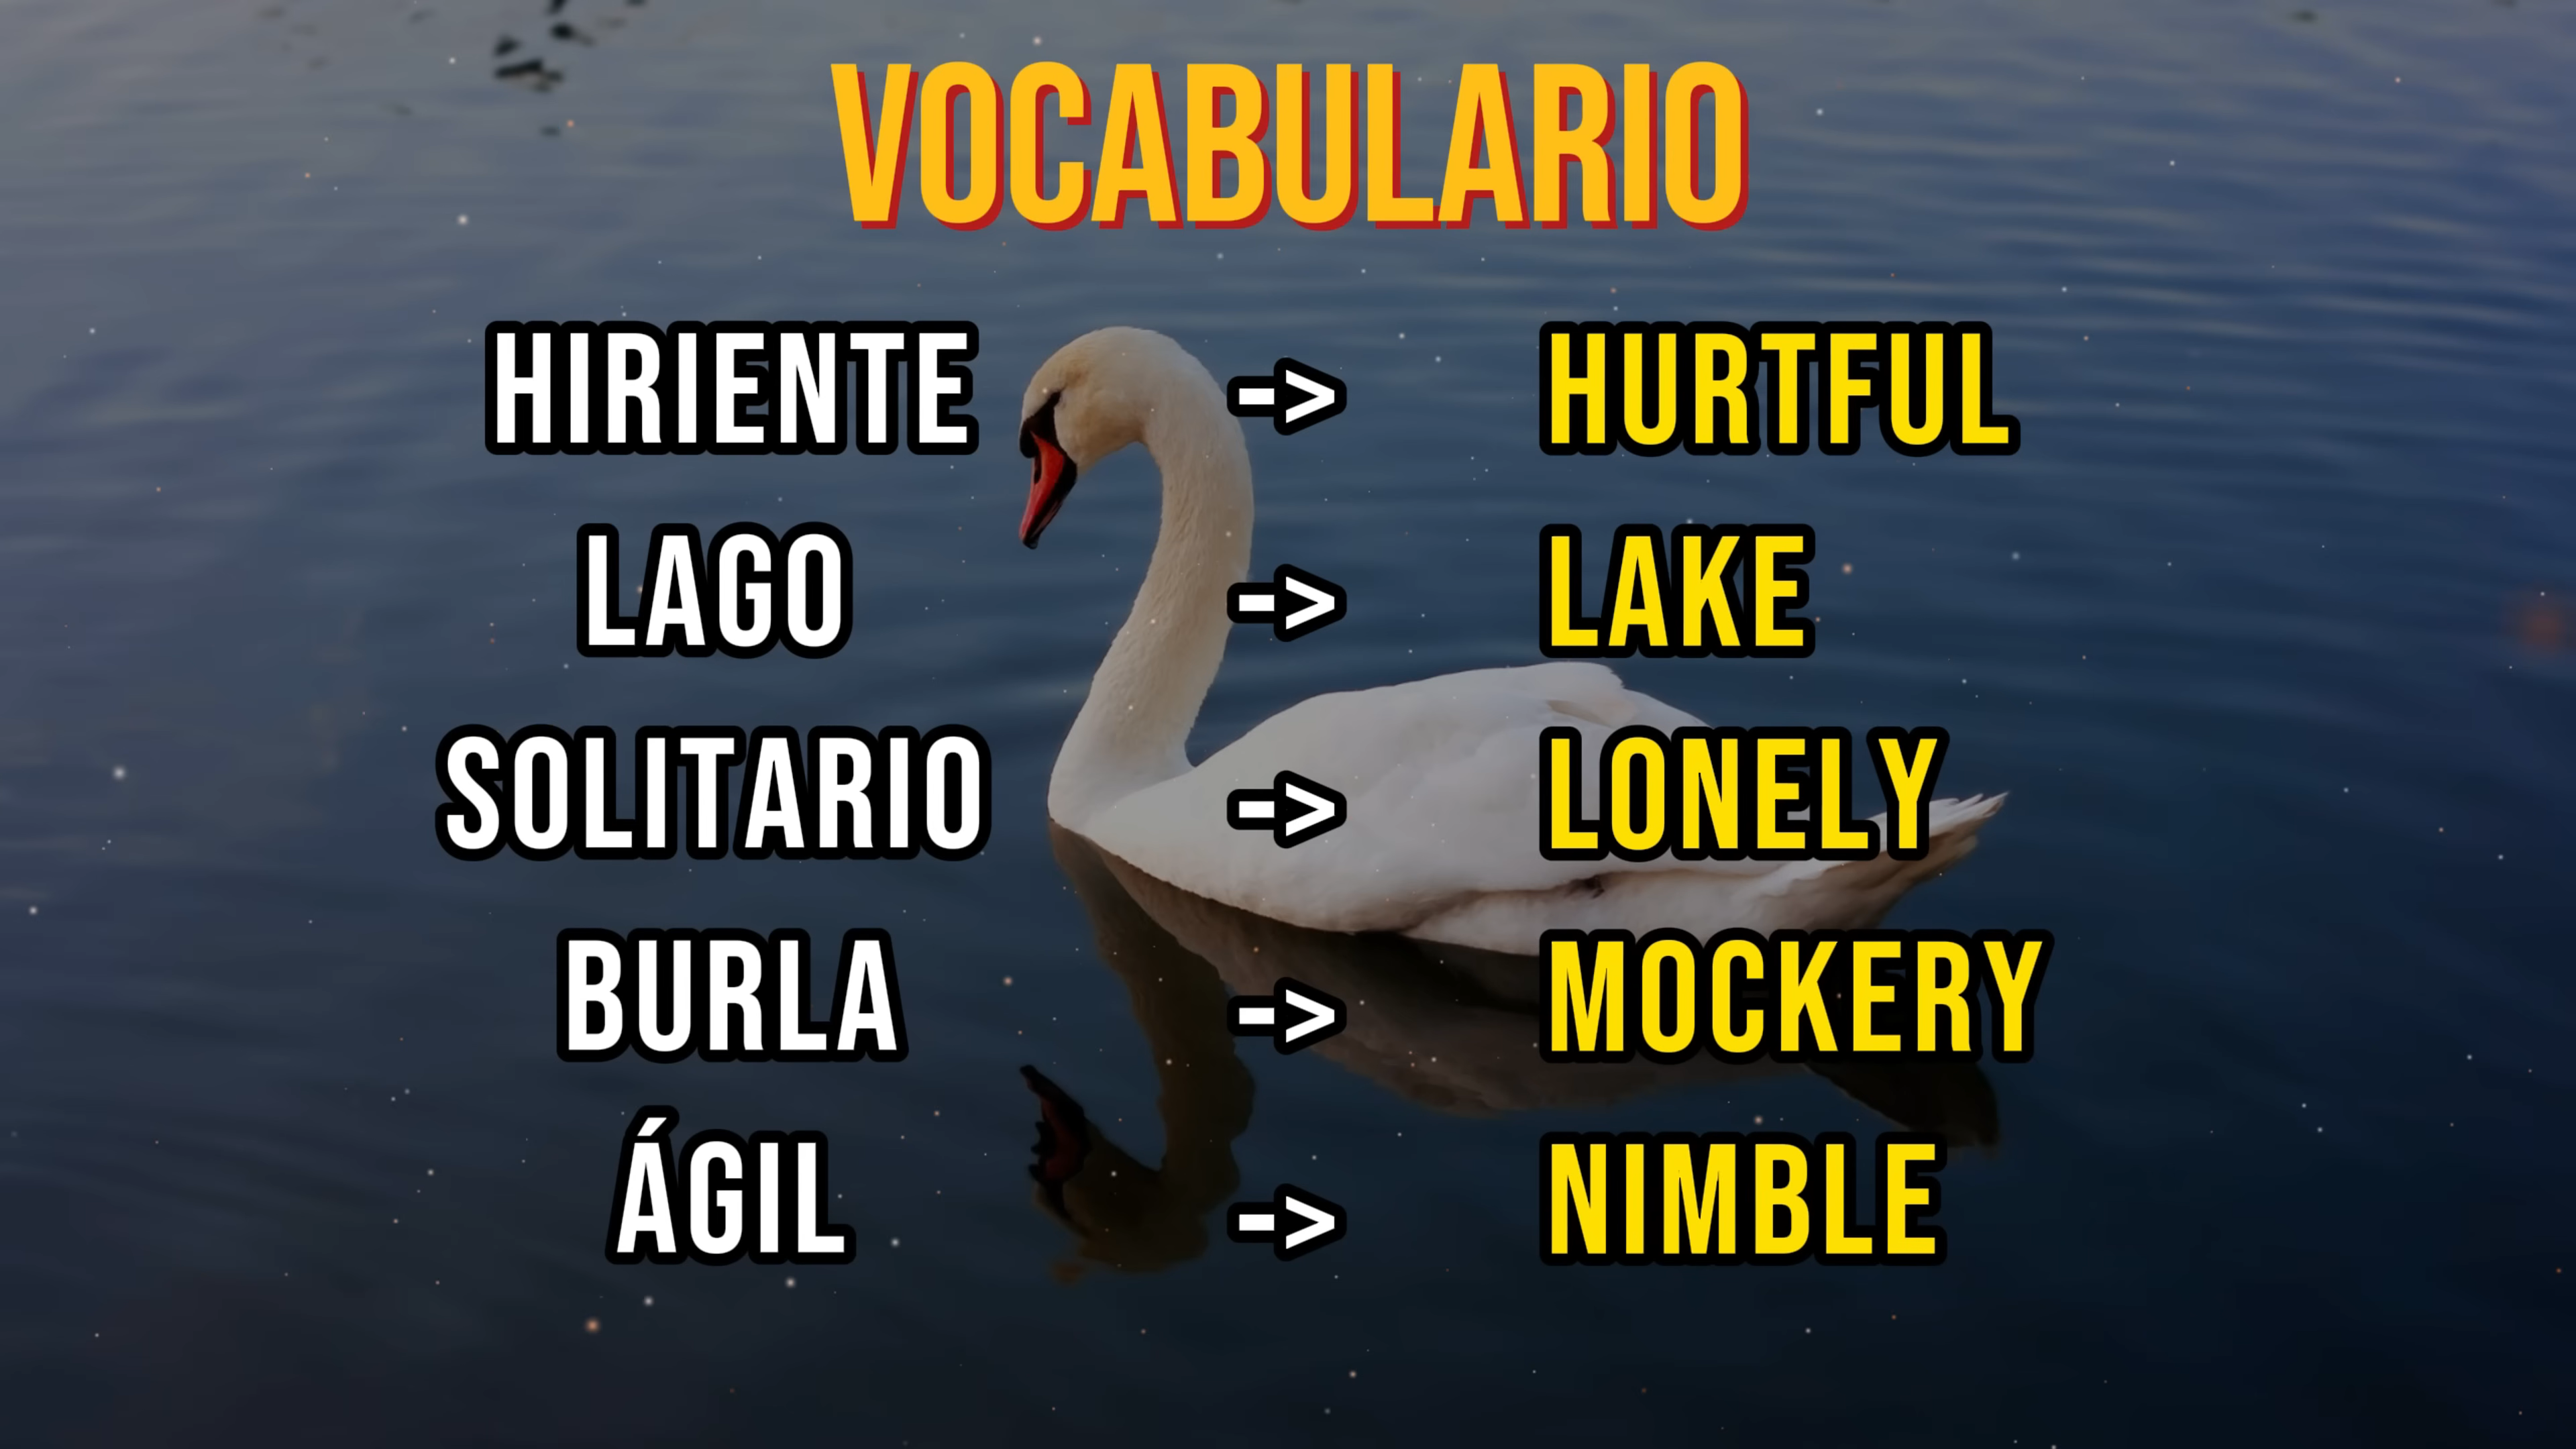 VOCABULARIO
HIRIENTE -> HURTFUL
LAGO -> LAKE
SOLITARIO -> LONELY
BURLA -> MOCKERY
ÁGIL -> NIMBLE